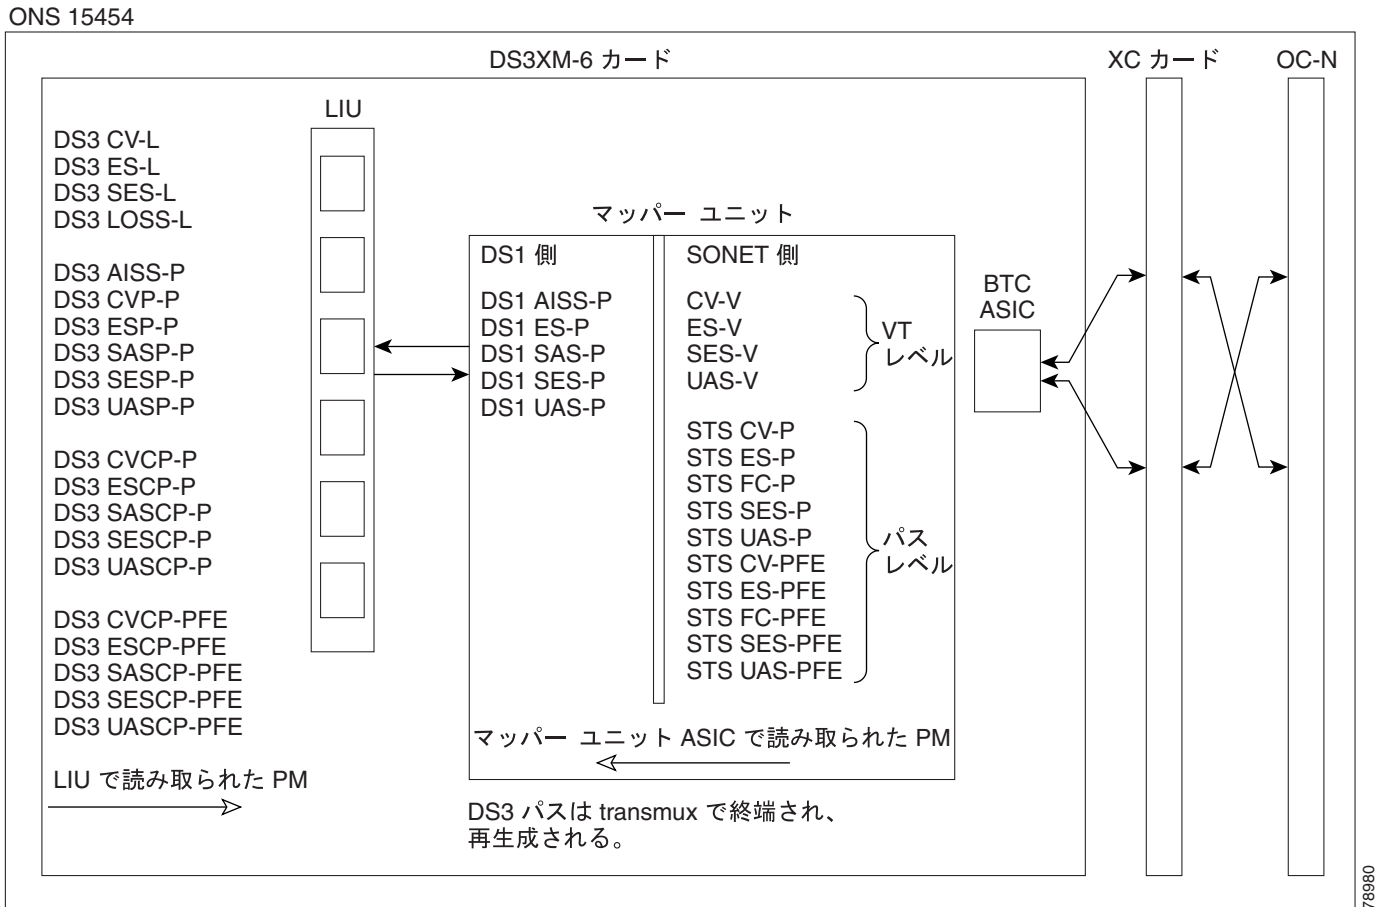 ONS 15454
DS3XM-6 カード
XC カード
OC-N
LIU
DS3 CV-L
DS3 ES-L
DS3 SES-L
DS3 LOSS-L
DS3 AISS-P
DS3 CVP-P
DS3 ESP-P
DS3 SASP-P
DS3 SESP-P
DS3 UASP-P
DS3 CVCP-P
DS3 ESCP-P
DS3 SASCP-P
DS3 SESCP-P
DS3 UASCP-P
DS3 CVCP-PFE
DS3 ESCP-PFE
DS3 SASCP-PFE
DS3 SESCP-PFE
DS3 UASCP-PFE
LIU で読み取られた PM
マッパー ユニット
DS1 側
DS1 AISS-P
DS1 ES-P
DS1 SAS-P
DS1 SES-P
DS1 UAS-P
SONET 側
CV-V
ES-V
SES-V
UAS-V
VT
レベル
STS CV-P
STS ES-P
STS FC-P
STS SES-P
STS UAS-P
STS CV-PFE
STS ES-PFE
STS FC-PFE
STS SES-PFE
STS UAS-PFE
パス
レベル
マッパー ユニット ASIC で読み取られた PM
DS3 パスは transmux で終端され、
再生成される。
BTC
ASIC
78980